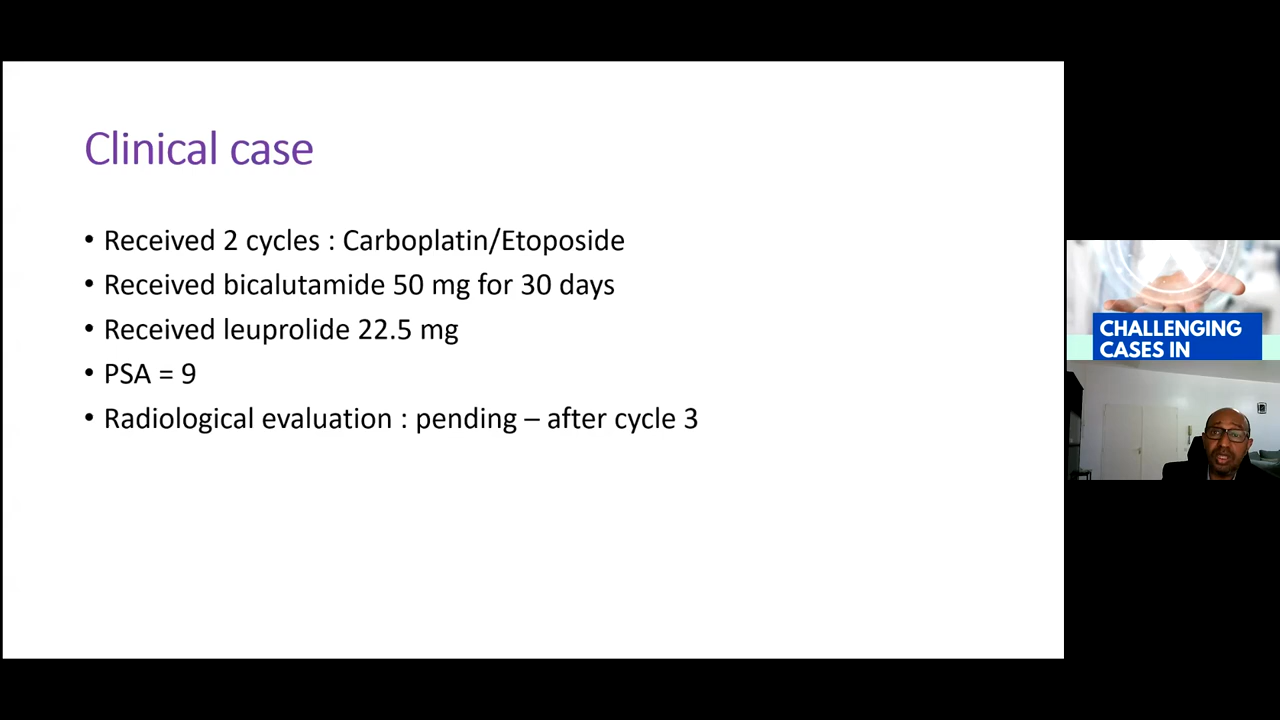 Clinical case
• Received 2 cycles : Carboplatin/Etoposide
• Received bicalutamide 50 mg for 30 days
• Received leuprolide 22.5 mg
• PSA = 9
• Radiological evaluation : pending – after cycle 3
CHALLENGING
CASES IN